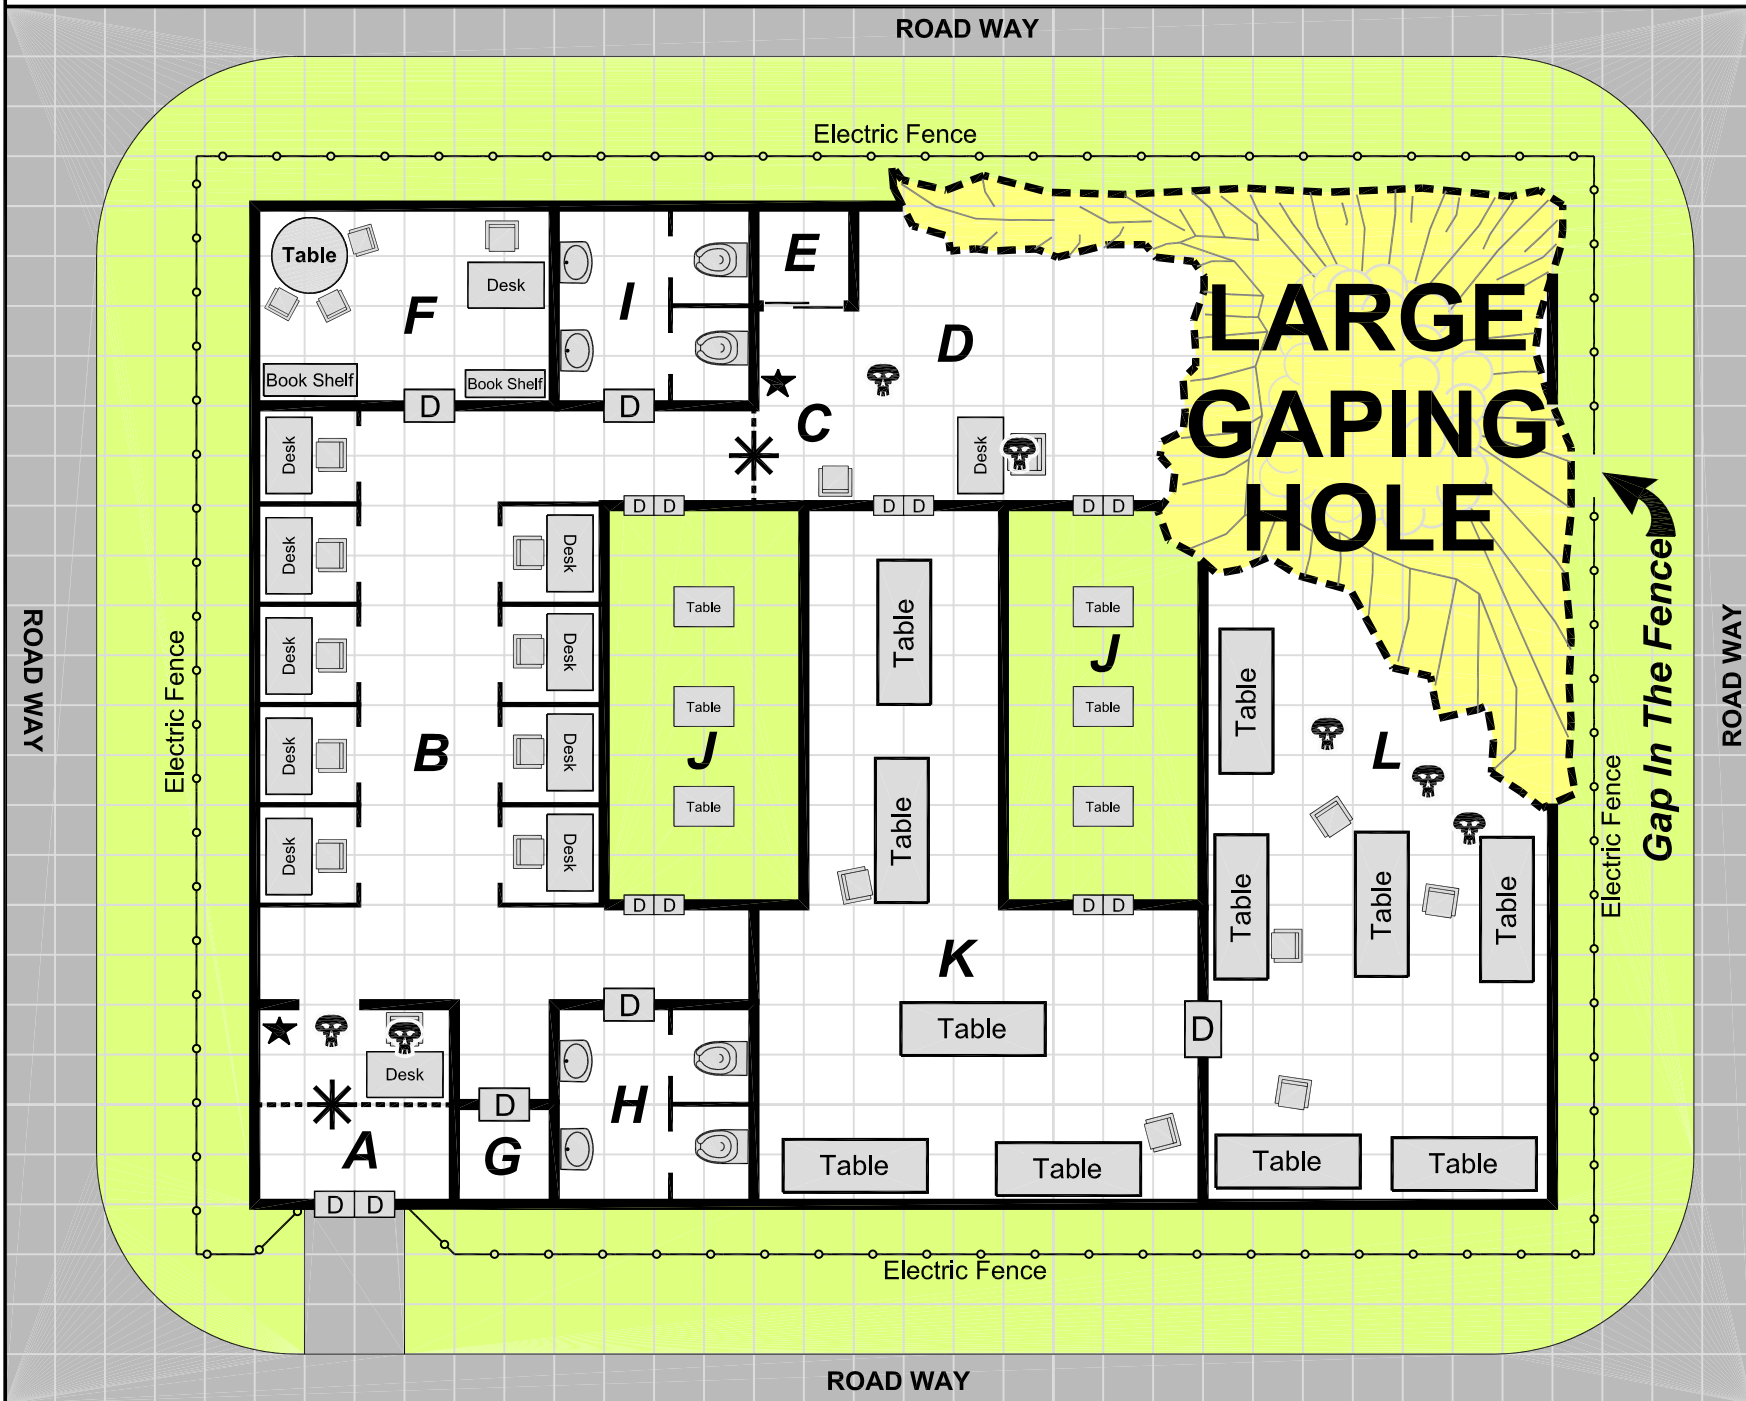 ROAD WAY
Electric Fence
Table
Desk
F
Book Shelf
Book Shelf
D
I
D
E
D
C
Desk
LARGE
GAPING
HOLE
Gap In The Fence
Electric Fence
ROAD WAY
Electric Fence
ROAD WAY
Desk
Desk
Desk
Desk
Desk
B
Desk
Desk
Desk
Desk
D D
D D
D D
Table
Table
J
Table
D D
Table
Table
K
Table
Table
Table
Table
J
Table
Table
D D
L
Table
Table
Table
Table
Table
Table
D
Desk
A
D D
D
G
D
H
Electric Fence
ROAD WAY